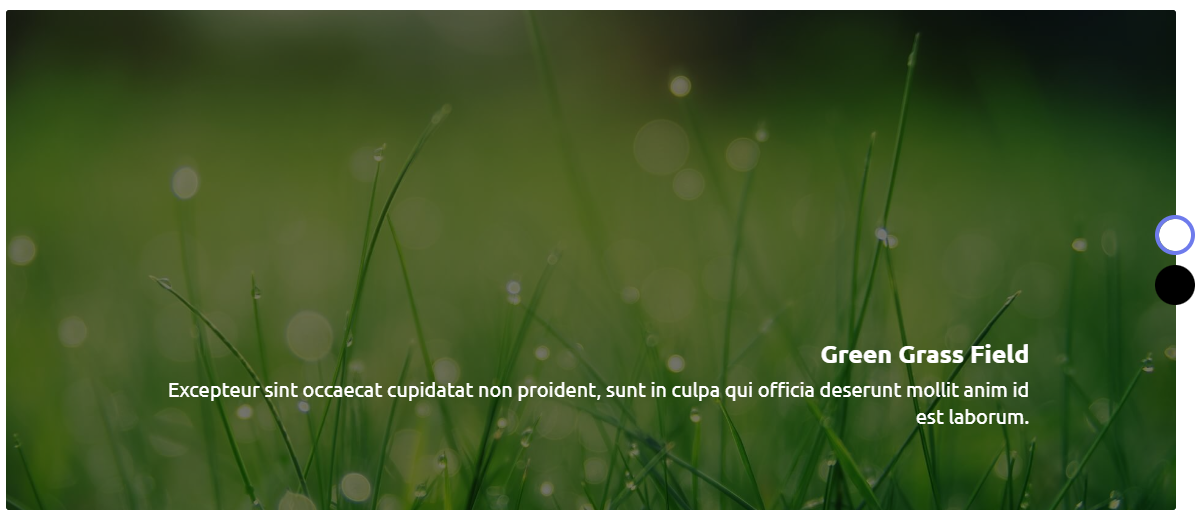 Green Grass Field
Excepteur sint occaecat cupidatat non proident, sunt in culpa qui officia deserunt mollit anim id
est laborum.